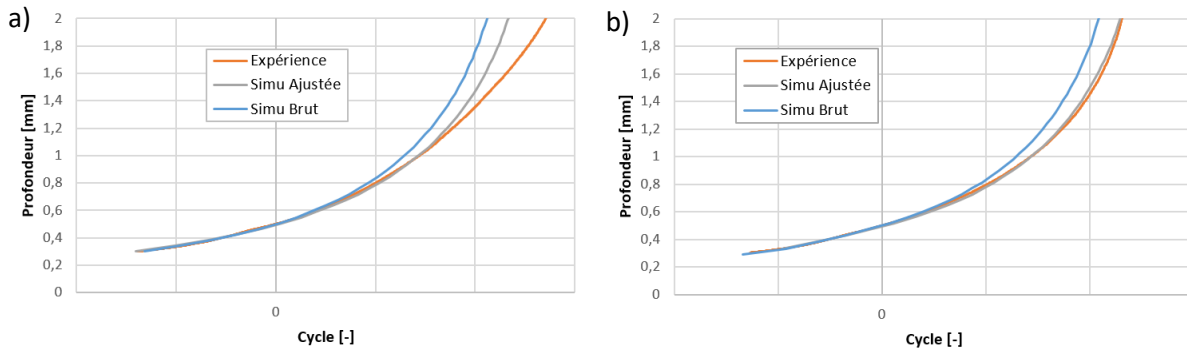 a)
2
1,8
1,6
1,4
1,2
1
0,8
0,6
0,4
0,2
0
Profondeur [mm]
Expérience
Simu Ajustée
Simu Brut
0
Cycle [-]
b)
2
1,8
1,6
1,4
1,2
1
0,8
0,6
0,4
0,2
0
Profondeur [mm]
Expérience
Simu Ajustée
Simu Brut
0
Cycle [-]